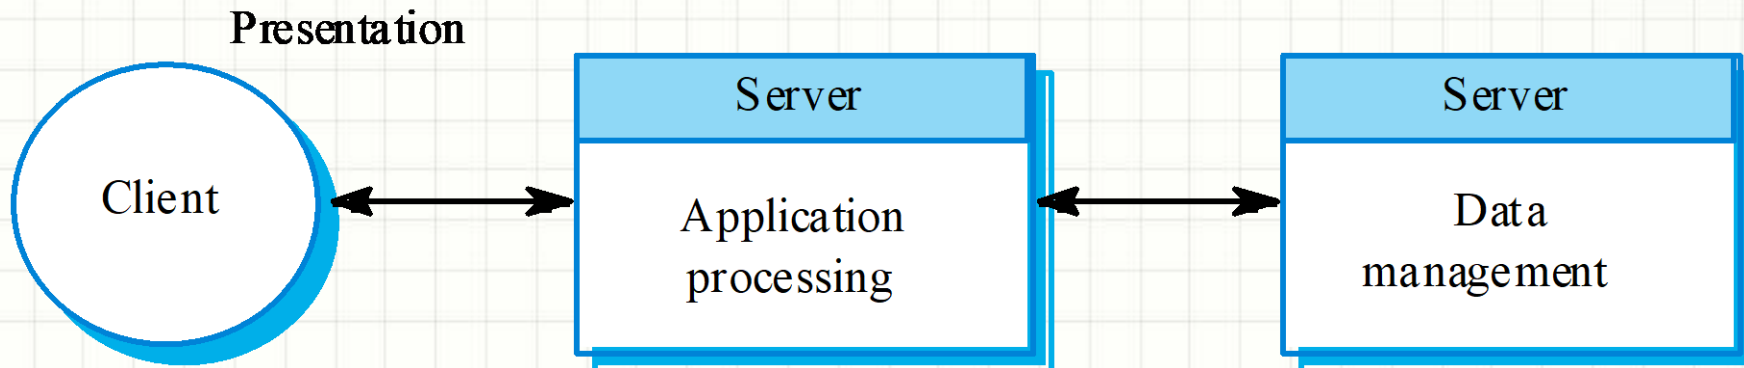 Presentation
Client
Server
Application
processing
Server
Data
management